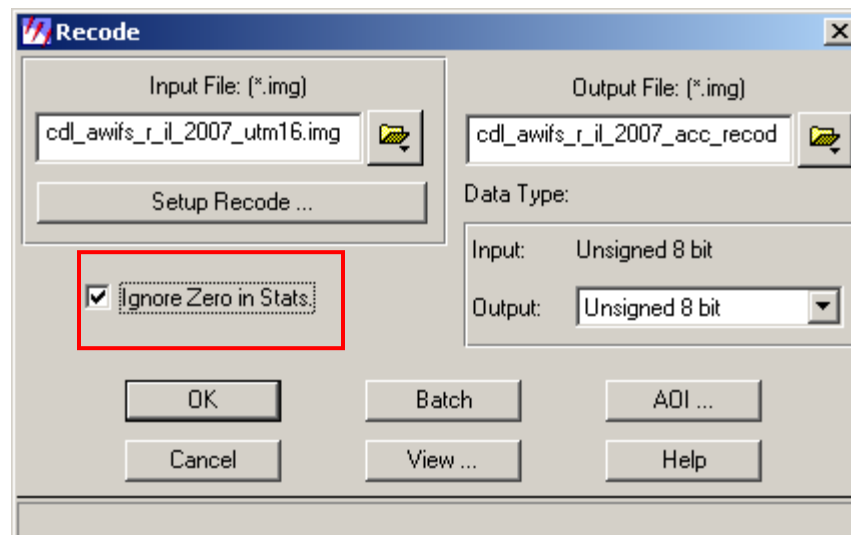 Recode
Input File: (*.img)
Output File: (*.img)
cdl_awifs_r_il_2007_utm16.img
cdl_awifs_r_il_2007_acc_recod
Setup Recode ...
Data Type:
Input: Unsigned 8 bit
Ignore Zero in Stats.
Output: Unsigned 8 bit
OK
Batch
AOI ...
Cancel
View ...
Help